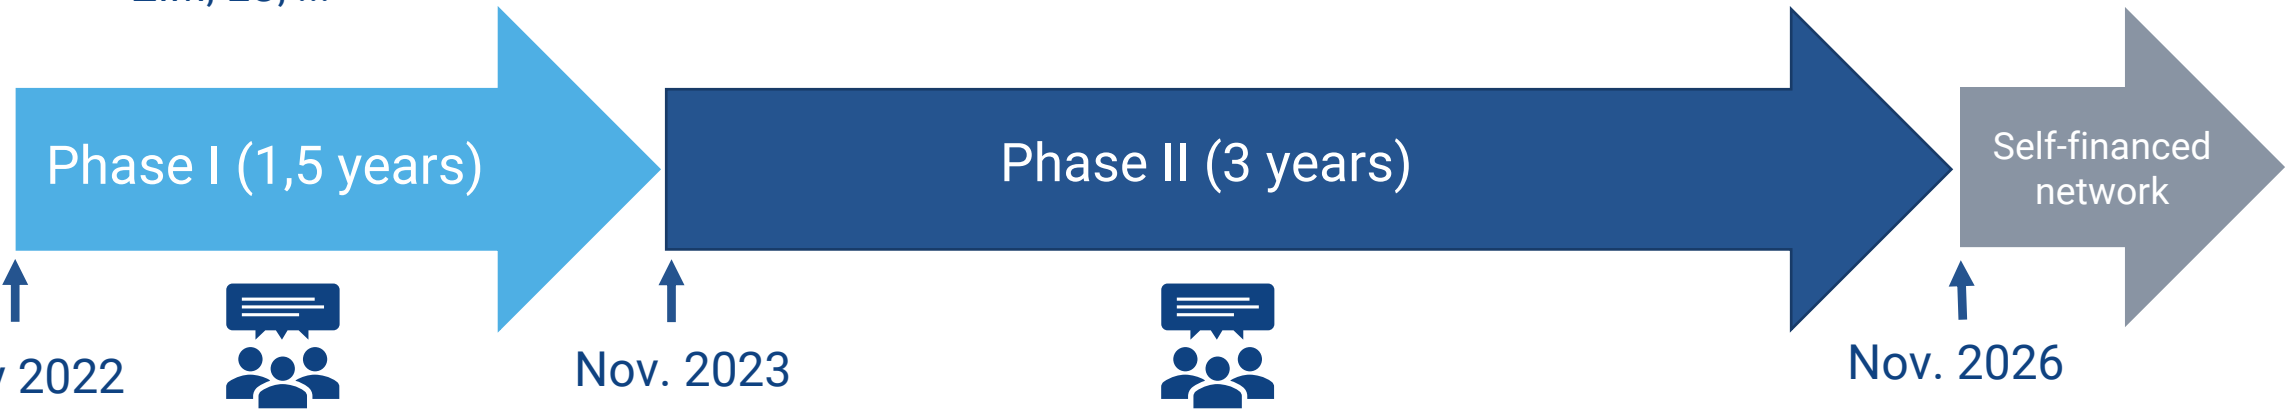 Phase I (1,5 years)
Phase II (3 years)
Self-financed
network
2022
Nov. 2023
Nov. 2026